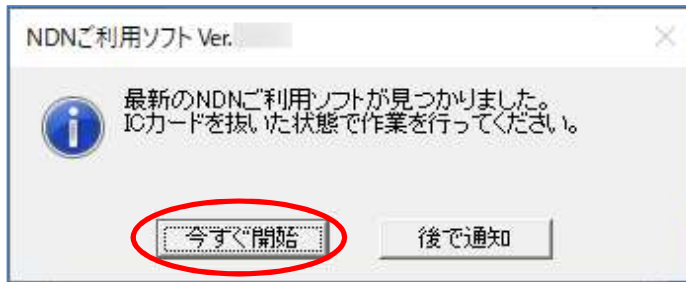 NDNご利用ソフト Ver.
最新のNDNご利用ソフトが見つかりました。
ICカードを抜いた状態で作業を行ってください。
今すぐ開始
後で通知